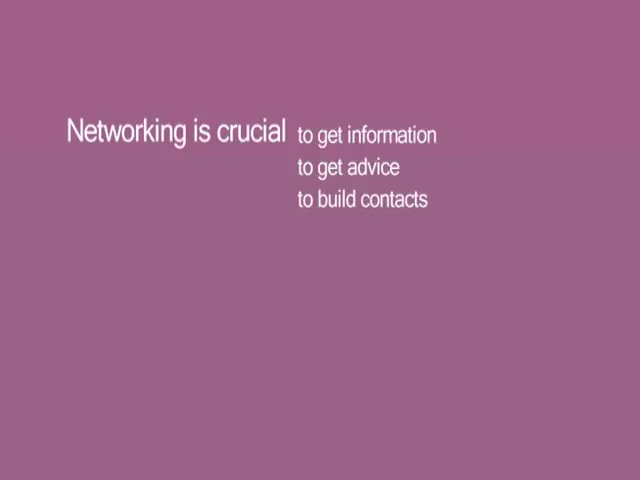 Networking is crucial to get information
to get advice
to build contacts